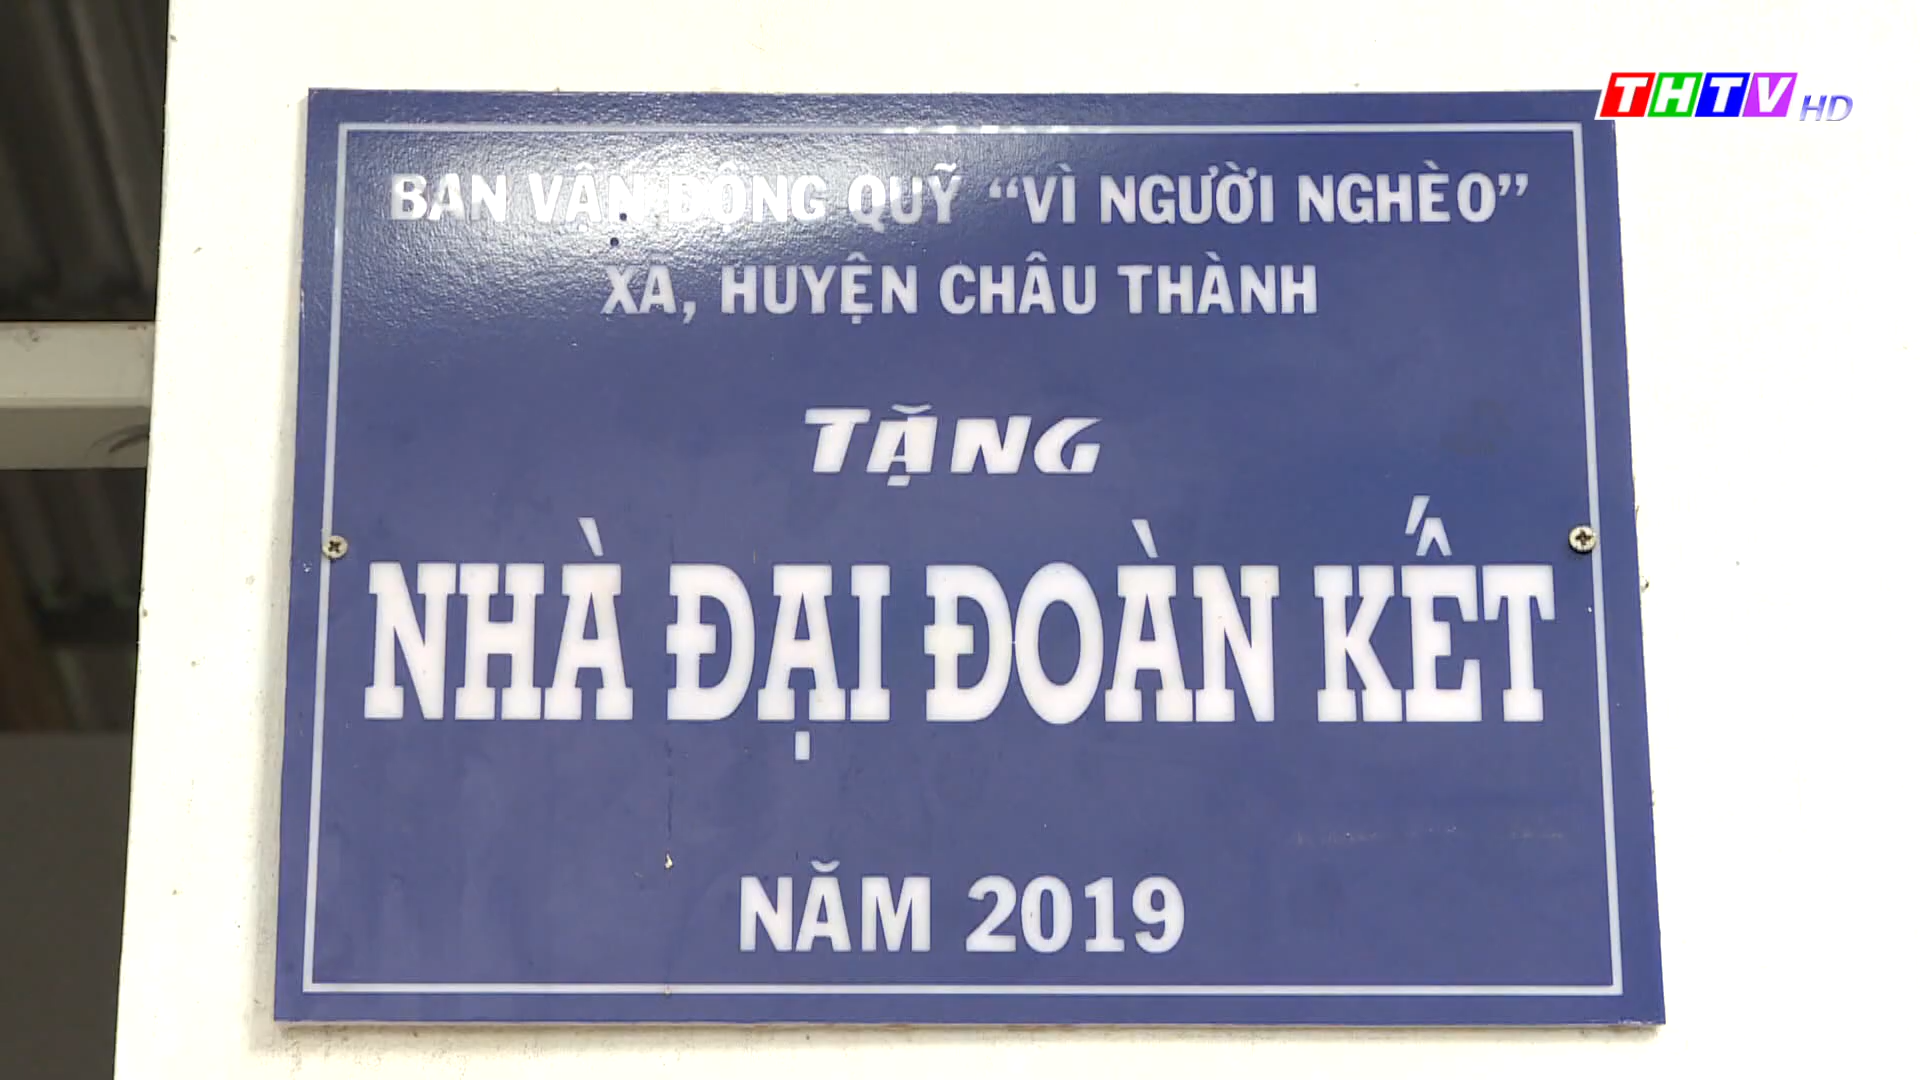 THTV HD
BAN VẬN ĐỘNG QUỸ “VÌ NGƯỜI NGHÈO”
XÃ, HUYỆN CHÂU THÀNH
TẶNG
NHÀ ĐẠI ĐOÀN KẾT
NĂM 2019